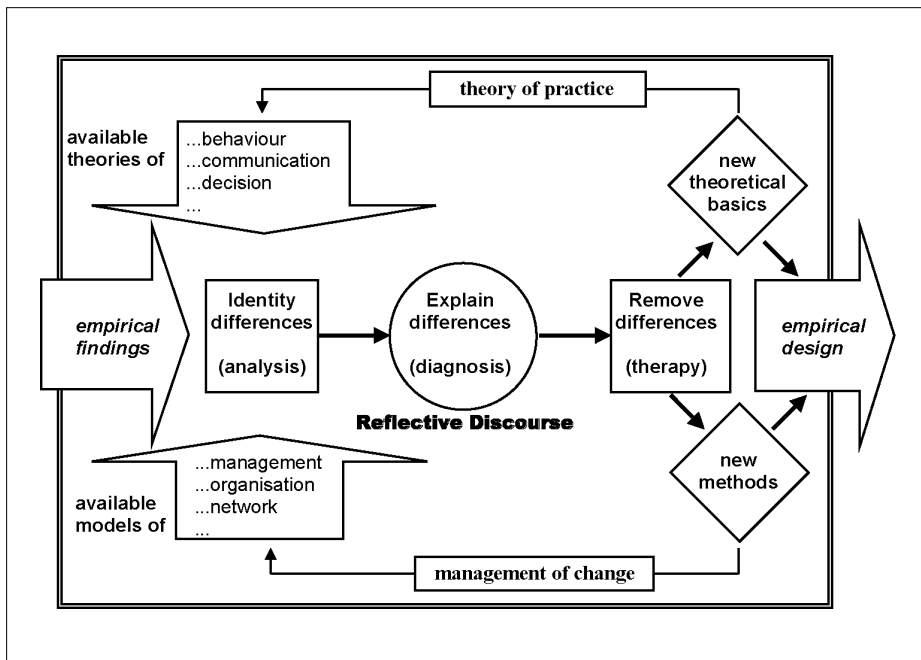 theory of practice
available
theories of
...behaviour
...communication
...decision
...
new
theoretical
basics
empirical
findings
Identity
differences
(analysis)
Explain
differences
(diagnosis)
Remove
differences
(therapy)
empirical
design
Reflective Discourse
available
models of
...management
...organisation
...network
...
new
methods
management of change